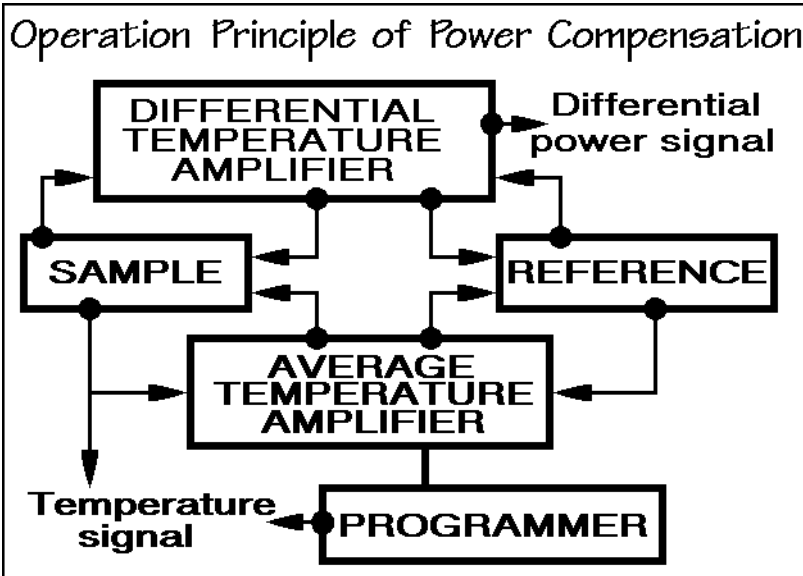 Operation Principle of Power Compensation
DIFFERENTIAL
TEMPERATURE
AMPLIFIER
Differential
power signal
SAMPLE
REFERENCE
AVERAGE
TEMPERATURE
AMPLIFIER
Temperature
signal
PROGRAMMER